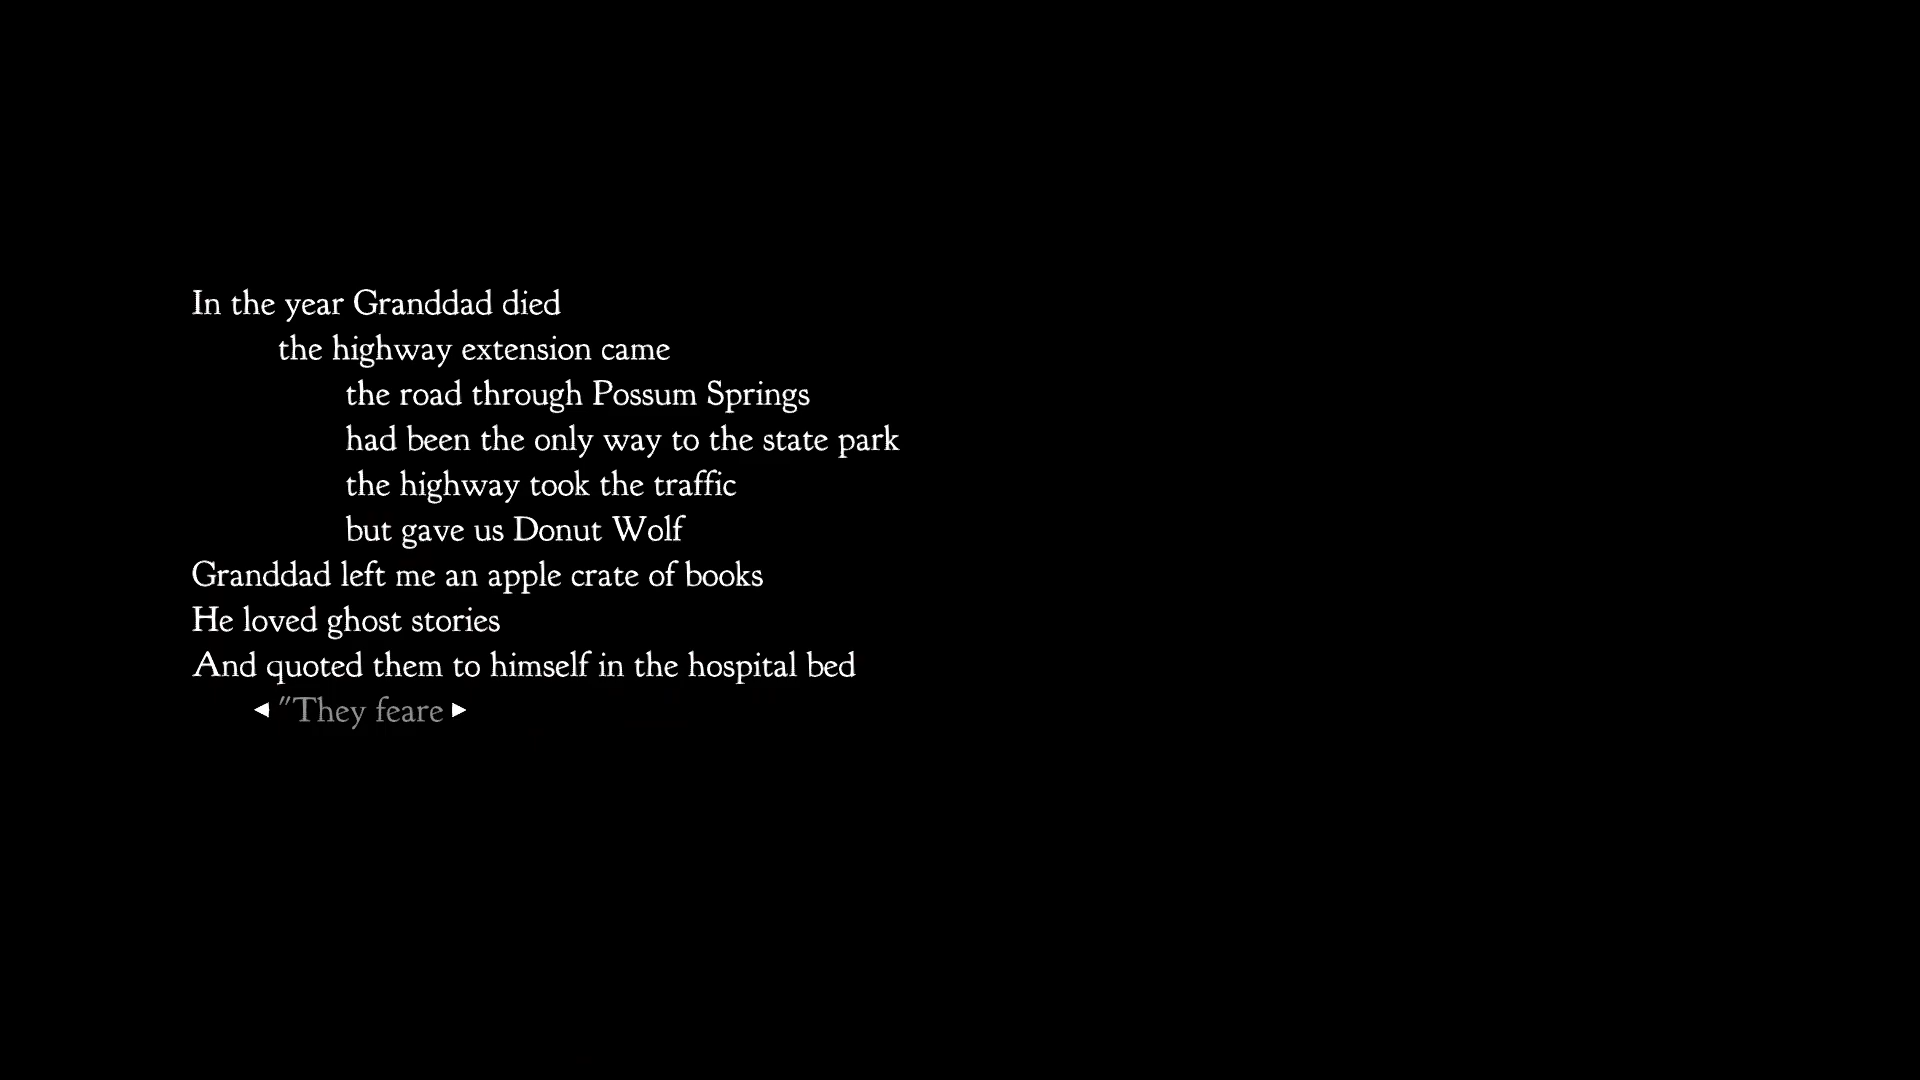 In the year Granddad died
the highway extension came
the road through Possum Springs
had been the only way to the state park
the highway took the traffic
but gave us Donut Wolf
Granddad left me an apple crate of books
He loved ghost stories
And quoted them to himself in the hospital bed
"They feare